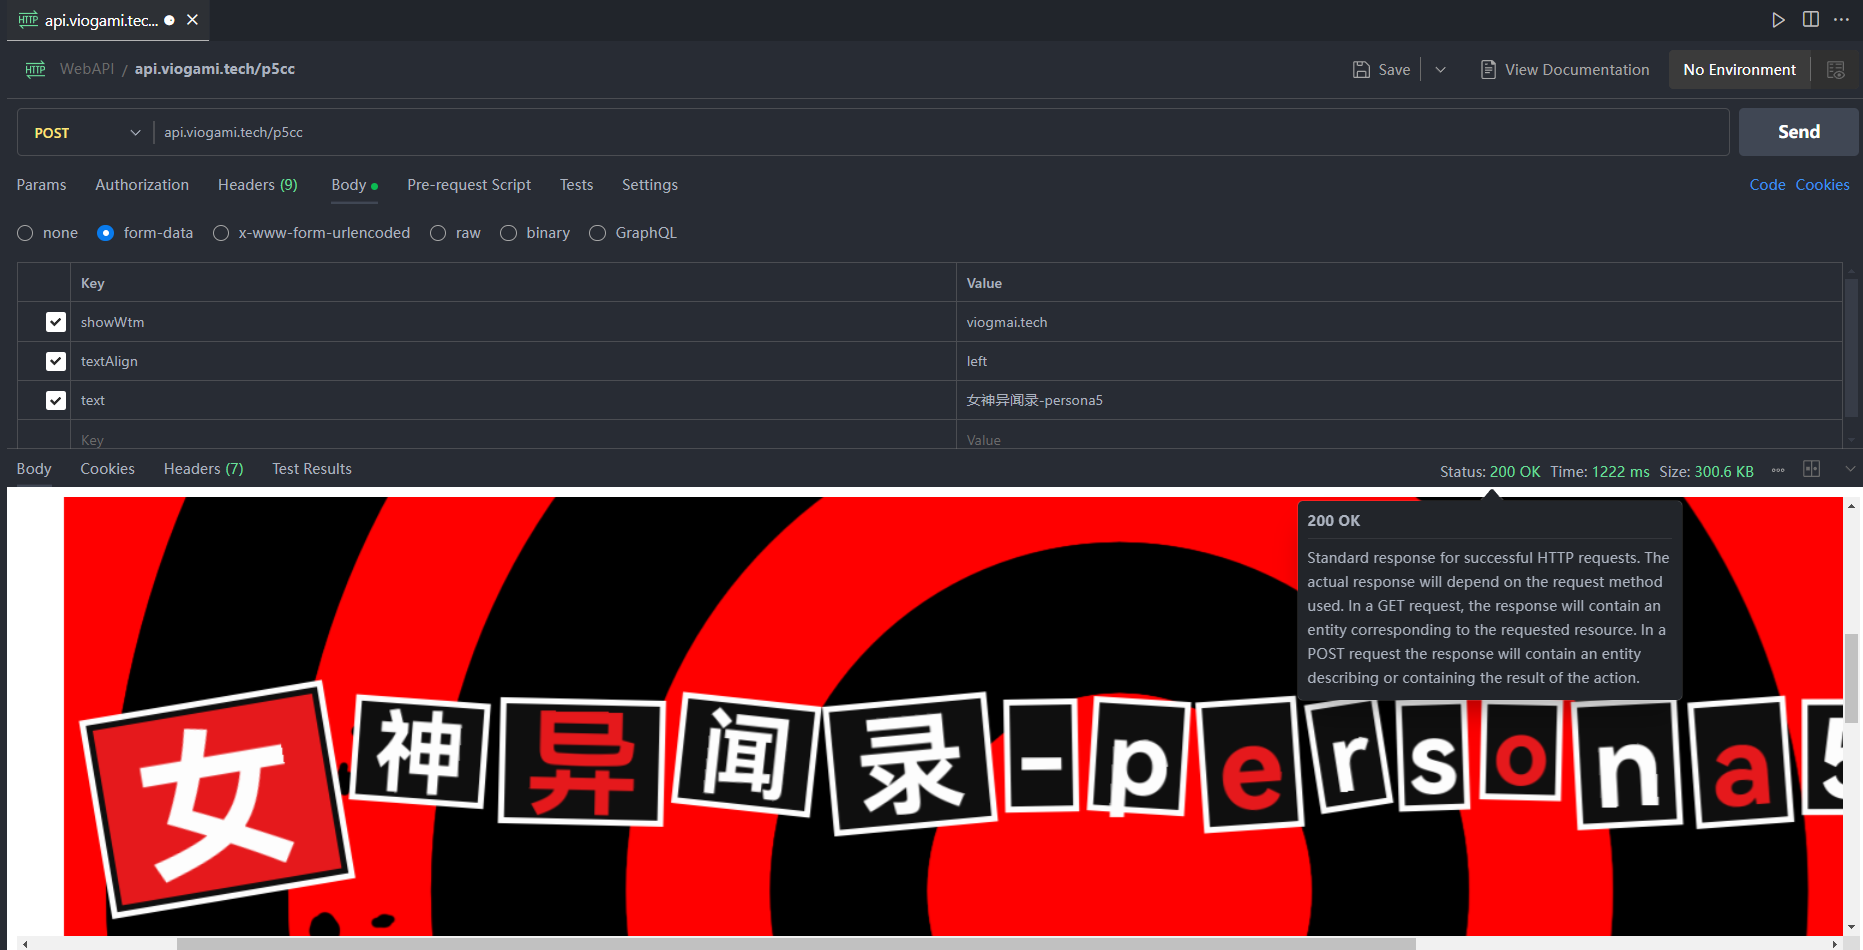 HTTP api.viogami.tec...
HTTP WebAPI / api.viogami.tech/p5cc
Save View Documentation No Environment
POST api.viogami.tech/p5cc Send
Params Authorization Headers (9) Body Pre-request Script Tests Settings Code Cookies
none form-data x-www-form-urlencoded raw binary GraphQL
Key Value
showWtm viogmai.tech
textAlign left
text 女神异闻录-persona5
Key Value
Body Cookies Headers (7) Test Results Status: 200 OK Time: 1222 ms Size: 300.6 KB
200 OK
Standard response for successful HTTP requests. The
actual response will depend on the request method
used. In a GET request, the response will contain an
entity corresponding to the requested resource. In a
POST request the response will contain an entity
describing or containing the result of the action.
女神异闻录-persona5